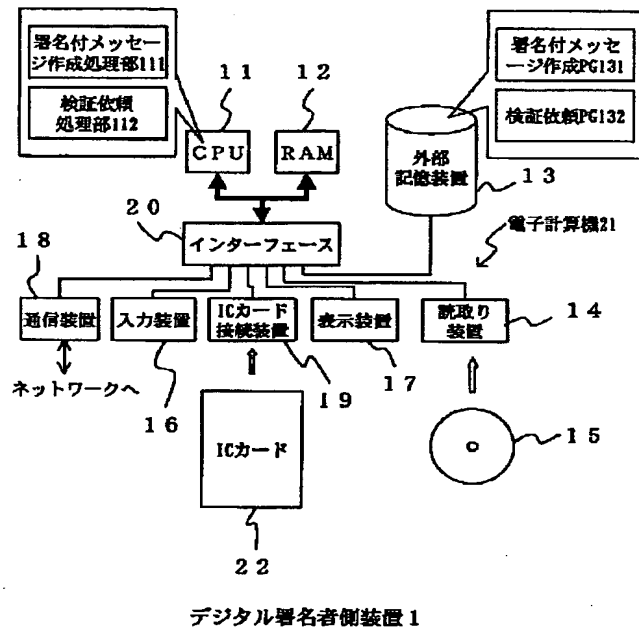 署名付メッセー
ジ作成処理部111
検証依頼
処理部112
11
12
CPU
RAM
署名付メッセ
ージ作成PG131
検証依頼PG132
外部
記憶装置
13
20
インターフェース
電子計算機21
18
通信装置
入力装置
ICカード
接続装置
表示装置
読取り
装置
14
ネットワークへ
16
19
17
ICカード
15
22
デジタル署名者側装置1